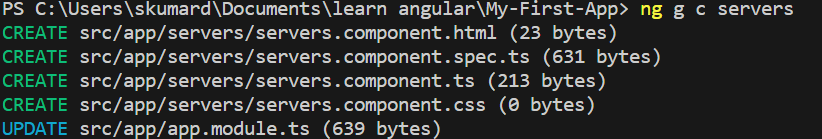 PS C:\Users\skumard\Documents\learn angular\My-First-App> ng g c servers
CREATE src/app/servers/servers.component.html (23 bytes)
CREATE src/app/servers/servers.component.spec.ts (631 bytes)
CREATE src/app/servers/servers.component.ts (213 bytes)
CREATE src/app/servers/servers.component.css (0 bytes)
UPDATE src/app/app.module.ts (639 bytes)